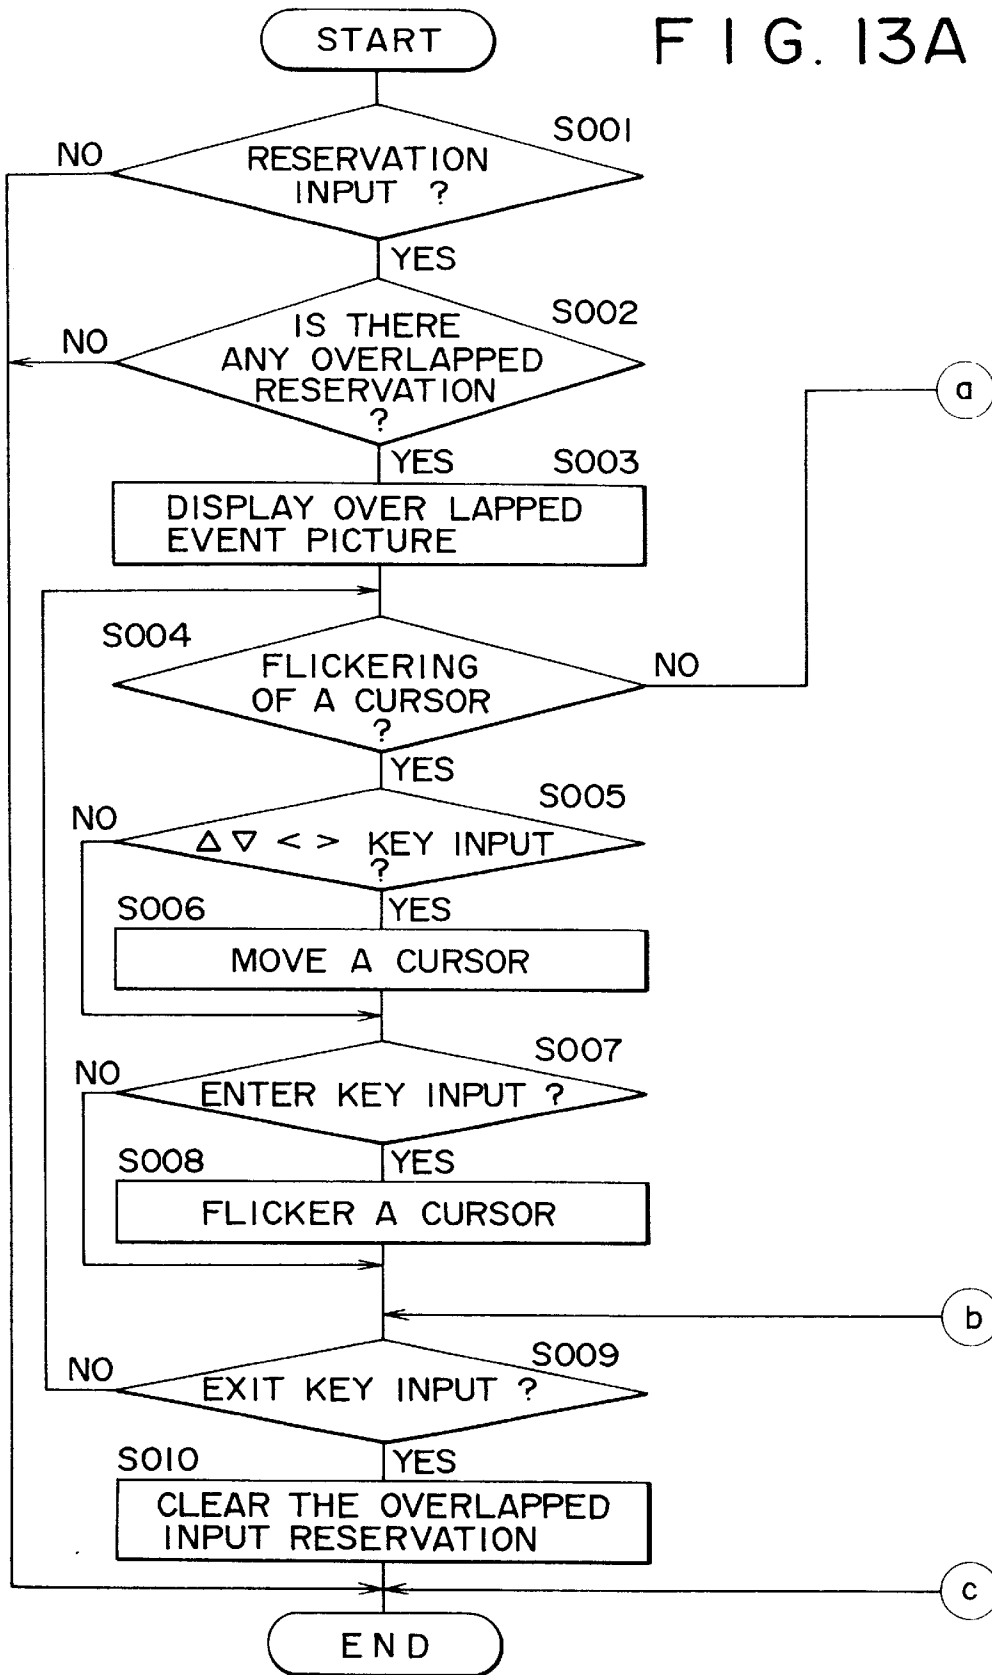 START
FIG. 13A
S001
NO
RESERVATION
INPUT ?
YES
S002
NO
IS THERE
ANY OVERLAPPED
RESERVATION
?
a
YES
S003
DISPLAY OVER LAPPED
EVENT PICTURE
S004
FLICKERING
OF A CURSOR
?
NO
YES
S005
NO
△ ▽ < > KEY INPUT
?
S006
YES
MOVE A CURSOR
S007
NO
ENTER KEY INPUT ?
S008
YES
FLICKER A CURSOR
b
S009
NO
EXIT KEY INPUT ?
S010
YES
CLEAR THE OVERLAPPED
INPUT RESERVATION
c
END